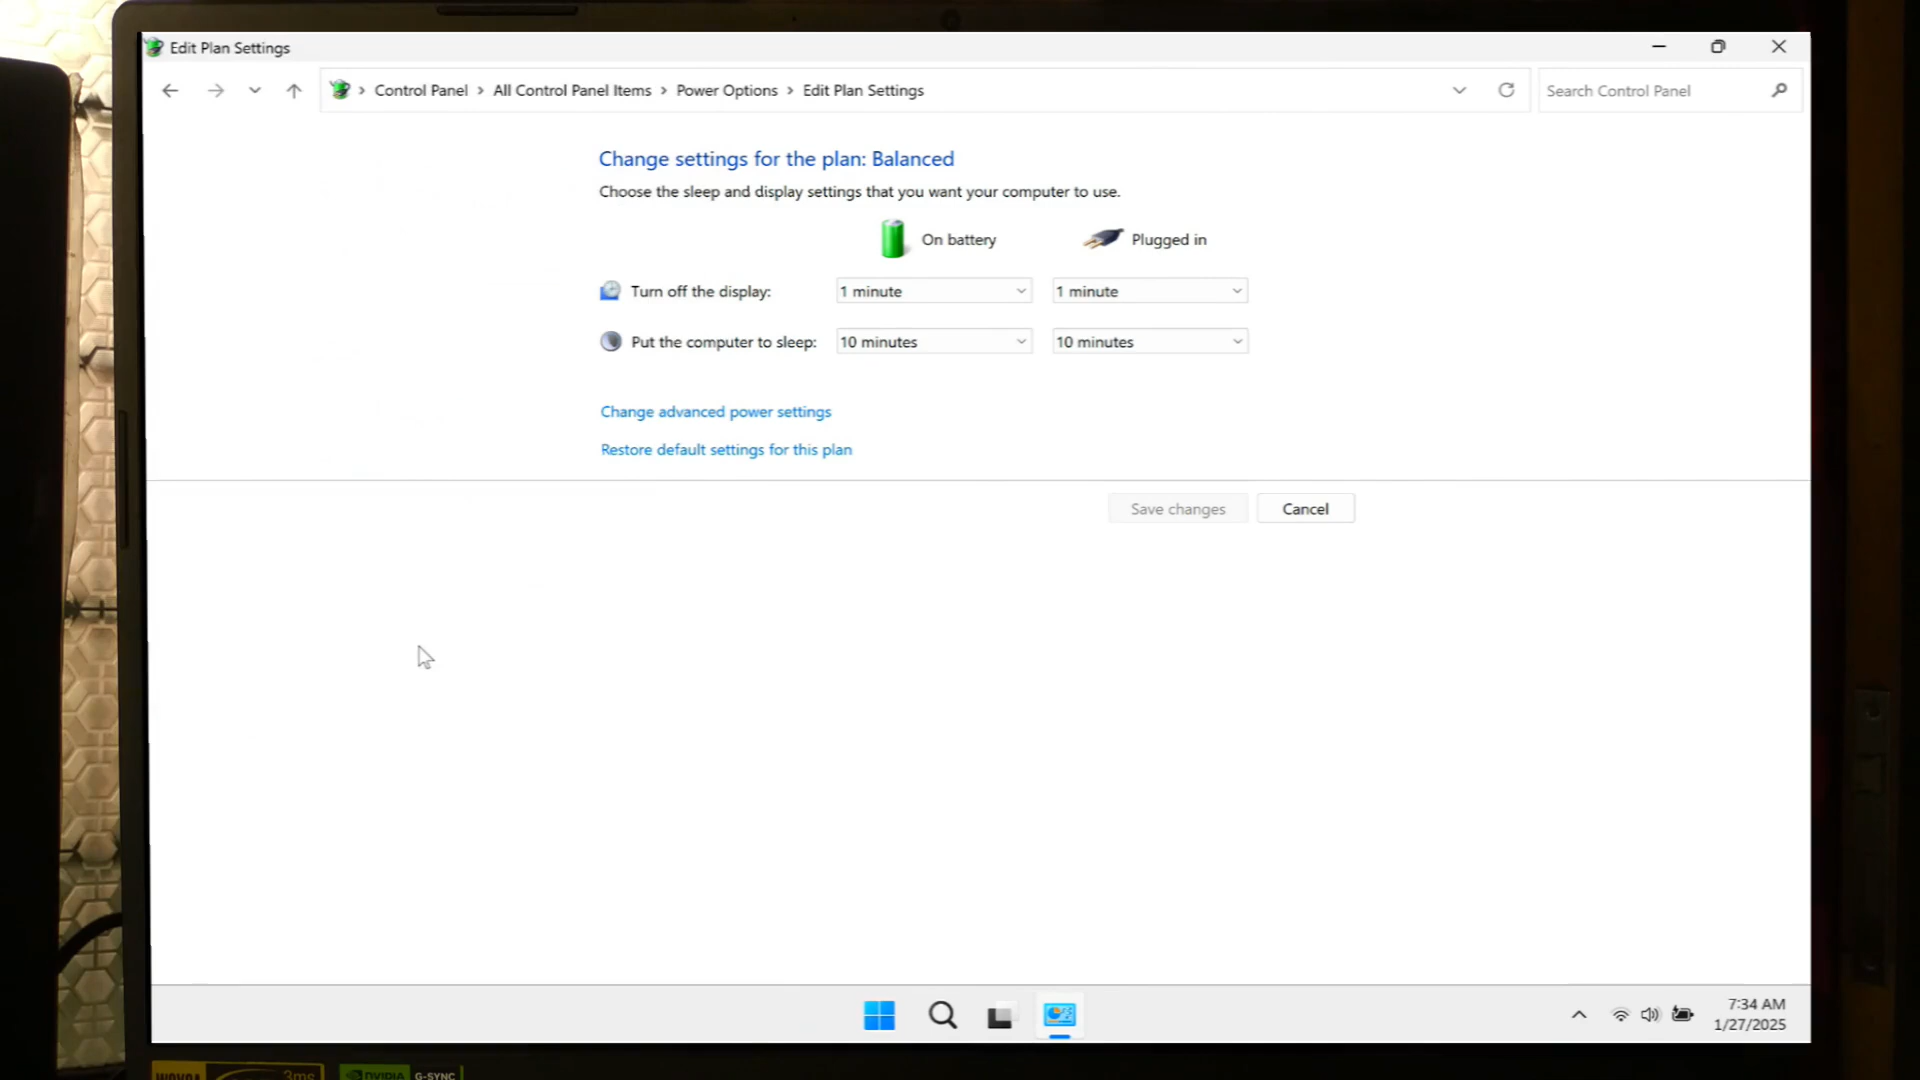 Edit Plan Settings
Control Panel > All Control Panel Items > Power Options > Edit Plan Settings
Search Control Panel
Change settings for the plan: Balanced
Choose the sleep and display settings that you want your computer to use.
On battery Plugged in
Turn off the display: 1 minute 1 minute
Put the computer to sleep: 10 minutes 10 minutes
Change advanced power settings
Restore default settings for this plan
Save changes Cancel
7:34 AM
1/27/2025
3ms NVIDIA G-SYNC